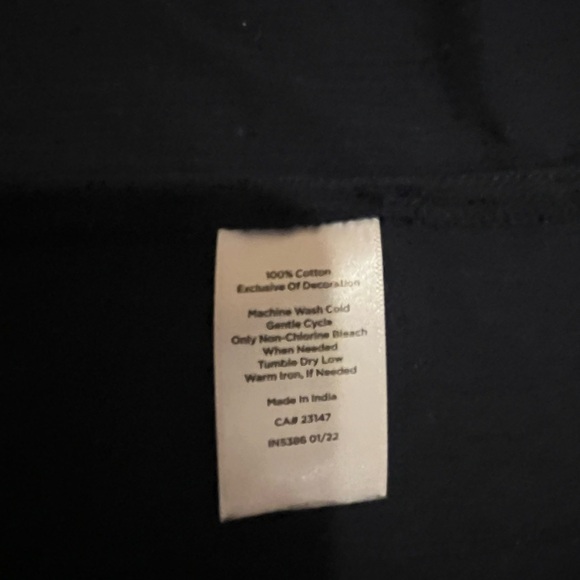 100% Cotton
Exclusive Of Decoration
Machine Wash Cold
Gentle Cycle
Only Non-Chlorine Bleach
When Needed
Tumble Dry Low
Warm Iron, If Needed
Made In India
CA# 23147
IN5386 01/22